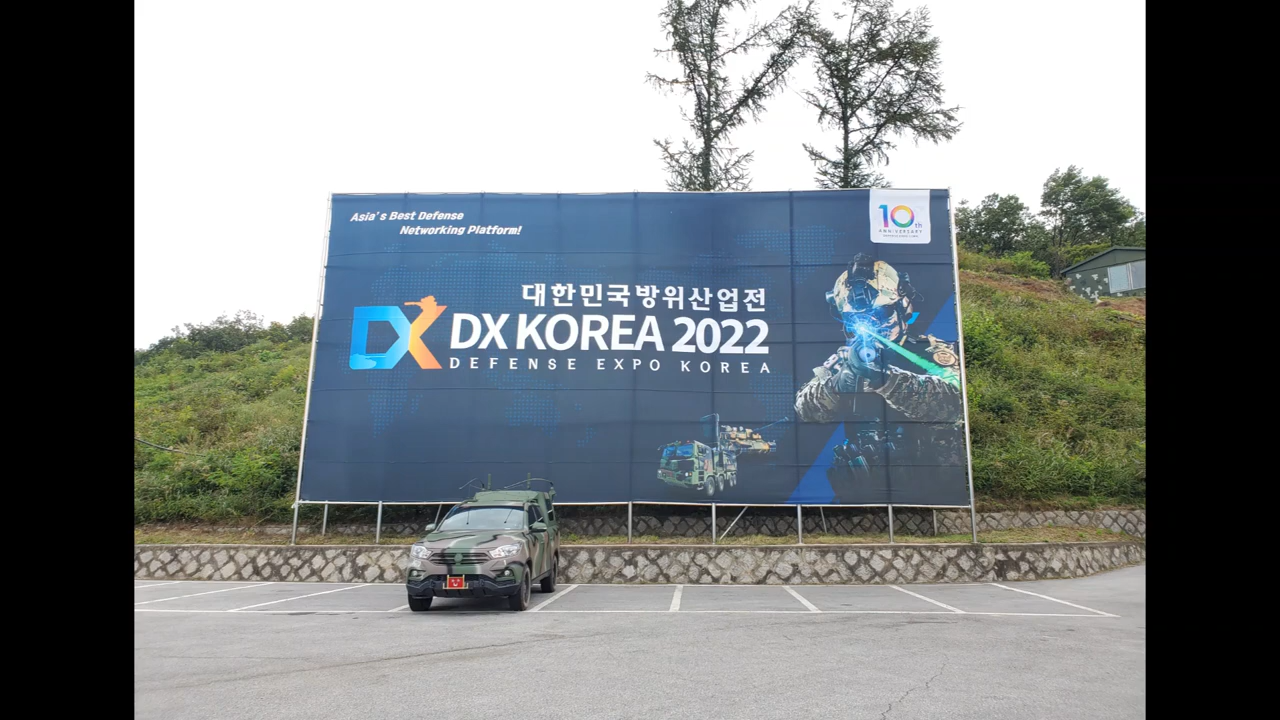 Asia's Best Defense
Networking Platform!
10th
ANNIVERSARY
대한민국방위산업전
DX
DX KOREA 2022
DEFENSE EXPO KOREA